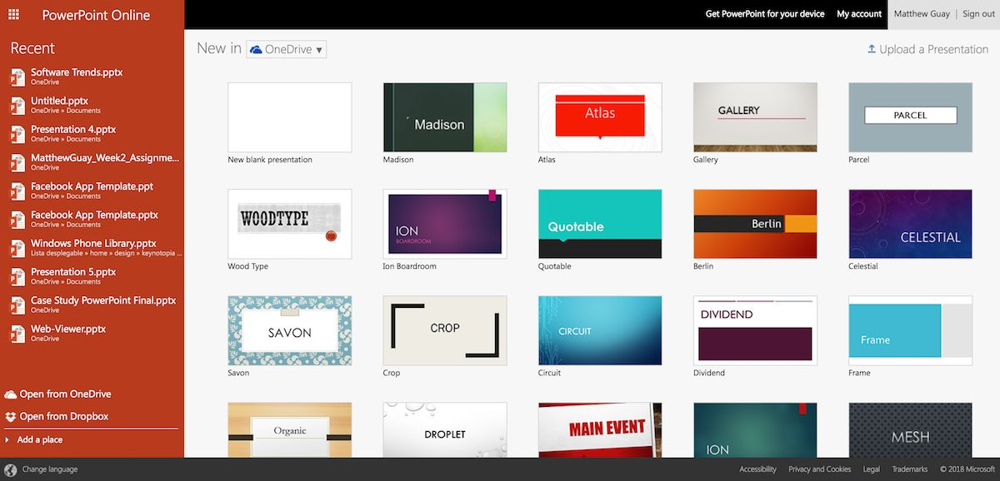 PowerPoint Online
Get PowerPoint for your device
My account
Matthew Guay
Sign out
Recent
Software Trends.pptx
OneDrive
Untitled.pptx
OneDrive » Documents
Presentation 4.pptx
OneDrive » Documents
MatthewGuay_Week2_Assignme...
OneDrive
Facebook App Template.ppt
OneDrive » Documents
Facebook App Template.pptx
OneDrive » Documents
Windows Phone Library.pptx
Lista desplegable » home » design » keynotopia ...
Presentation 5.pptx
OneDrive » Documents
Case Study PowerPoint Final.pptx
OneDrive
Web-Viewer.pptx
OneDrive
Open from OneDrive
Open from Dropbox
Add a place
New in OneDrive
Upload a Presentation
New blank presentation
Madison
Madison
Atlas
Atlas
GALLERY
Gallery
PARCEL
Parcel
WOODTYPE
Wood Type
ION
BOARDROOM
Ion Boardroom
Quotable
Quotable
Berlin
Berlin
CELESTIAL
Celestial
SAVON
Savon
CROP
Crop
CIRCUIT
Circuit
DIVIDEND
Dividend
Frame
Frame
Organic
DROPLET
MAIN EVENT
ION
MESH
Change language
Accessibility
Privacy and Cookies
Legal
Trademarks
© 2018 Microsoft